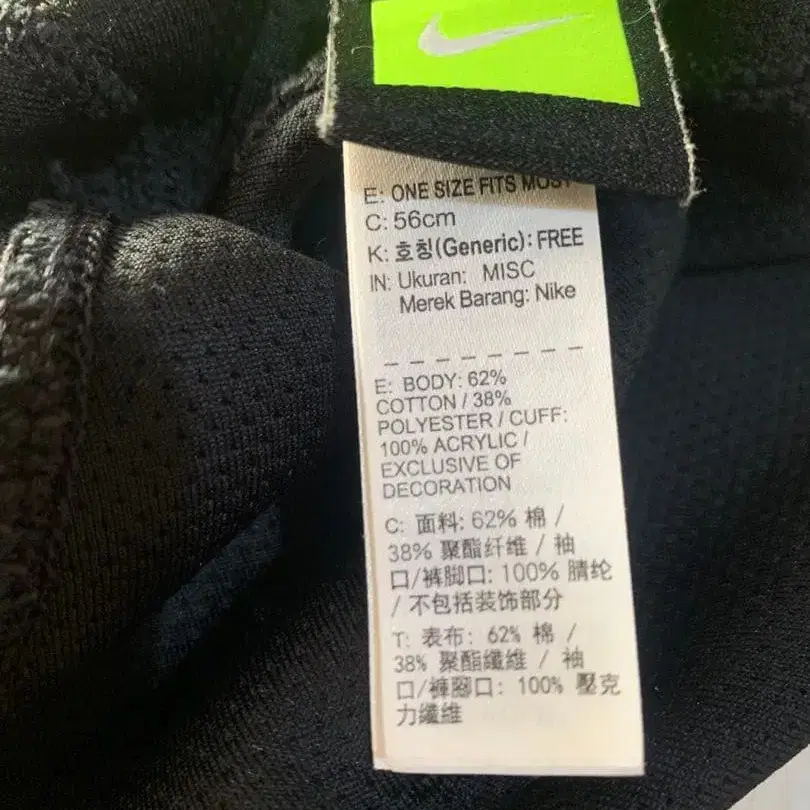 E: ONE SIZE FITS MOST
C: 56cm
K: 호칭(Generic): FREE
IN: Ukuran: MISC
Merek Barang: Nike
E: BODY: 62%
COTTON / 38%
POLYESTER / CUFF:
100% ACRYLIC /
EXCLUSIVE OF
DECORATION
C: 面料: 62% 棉 /
38% 聚酯纤维 / 袖
口/裤脚口: 100% 腈纶
/ 不包括装饰部分
T: 表布: 62% 棉 /
38% 聚酯纖維 / 袖
口/褲腳口: 100% 壓克
力纖維